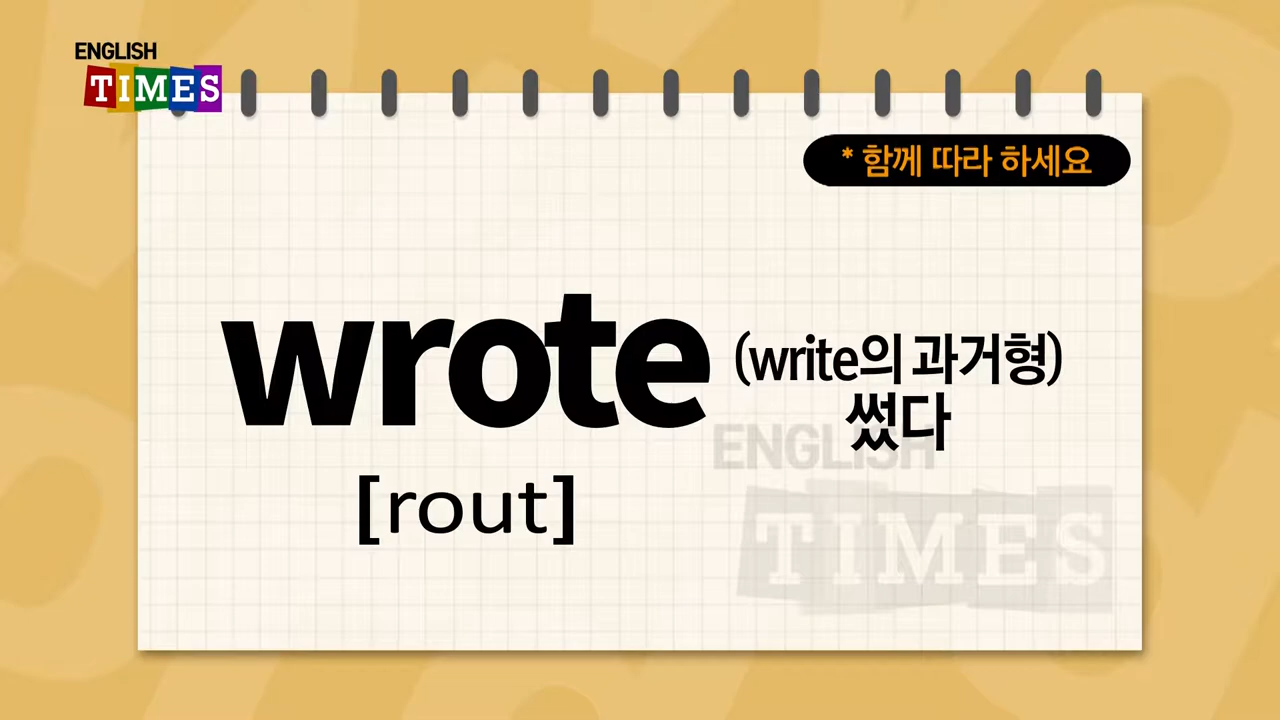 ENGLISH
TIMES
* 함께 따라 하세요
wrote (write의 과거형)
썼다
[rout]
ENGLISH
TIMES